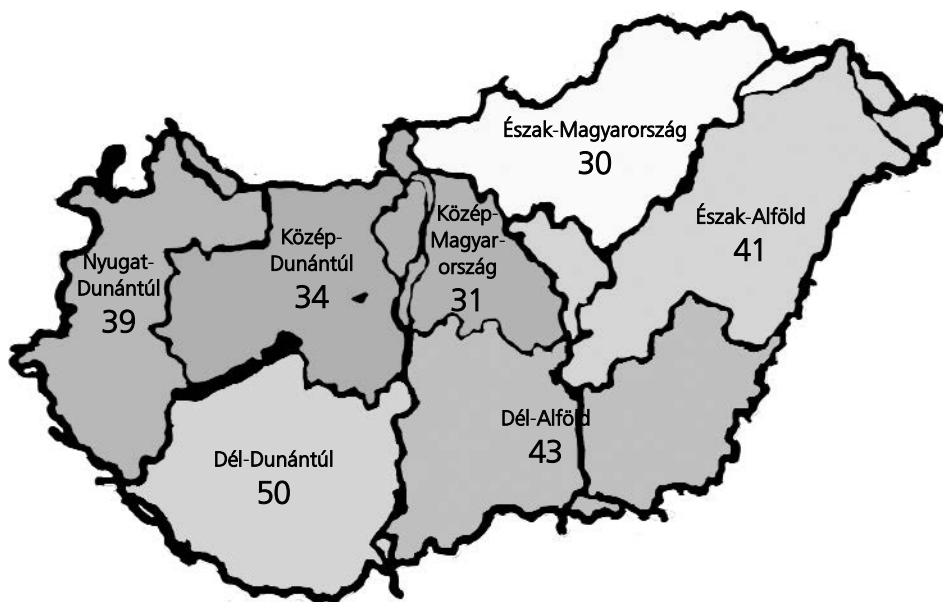 Észak-Magyarország
30
Észak-Alföld
41
Közép-
Magyar-
ország
31
Közép-
Dunántúl
34
Nyugat-
Dunántúl
39
Dél-Alföld
43
Dél-Dunántúl
50